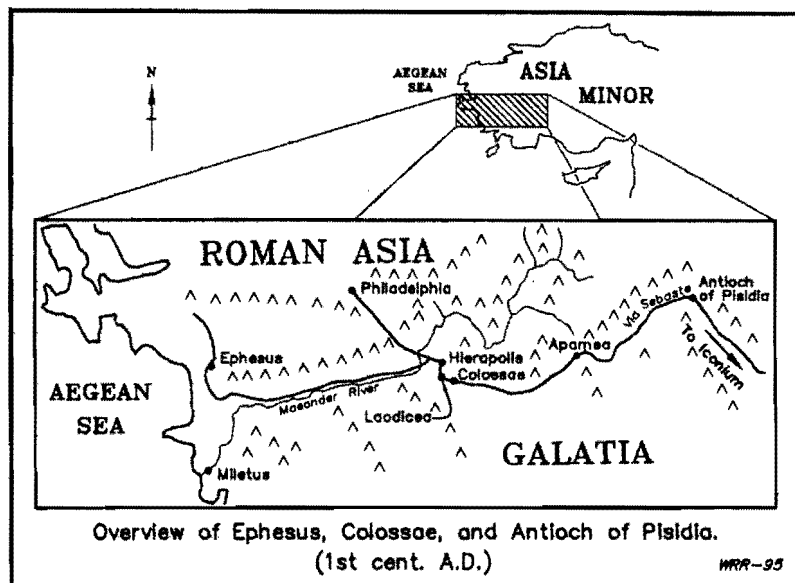 N
AEGEAN
SEA
ASIA
MINOR
ROMAN ASIA
Philadelphia
Antioch
of Pisidia
Via Sebaste
To Iconium
Ephesus
Hierapolis
Apamea
Colossae
Maeander River
Laodicea
AEGEAN
SEA
GALATIA
Miletus
Overview of Ephesus, Colossae, and Antioch of Pisidia.
(1st cent. A.D.)
WRR-95